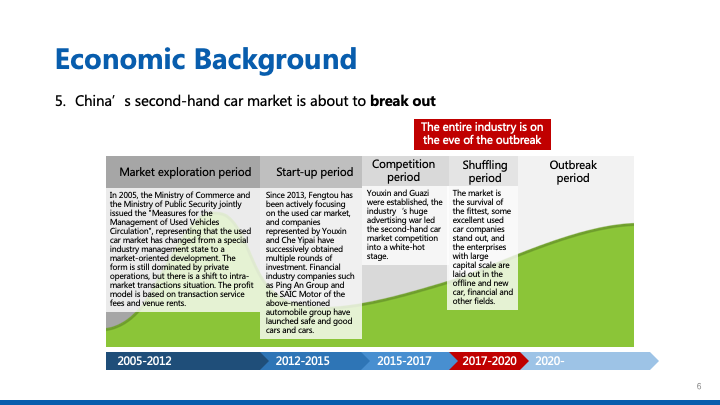 Economic Background
5. China’s second-hand car market is about to break out
The entire industry is on
the eve of the outbreak
Market exploration period
Start-up period
Competition
period
Shuffling
period
Outbreak
period
In 2005, the Ministry of Commerce and
the Ministry of Public Security jointly
issued the "Measures for the
Management of Used Vehicles
Circulation", representing that the used
car market has changed from a special
industry management state to a
market-oriented development. The
form is still dominated by private
operations, but there is a shift to intra-
market transactions situation. The profit
model is based on transaction service
fees and venue rents.
Since 2013, Fengtou has
been actively focusing
on the used car market,
and companies
represented by Youxin
and Che Yipai have
successively obtained
multiple rounds of
investment. Financial
industry companies such
as Ping An Group and
the SAIC Motor of the
above-mentioned
automobile group have
launched safe and good
cars and cars.
Youxin and Guazi
were established, the
industry ’s huge
advertising war led
the second-hand car
market competition
into a white-hot
stage.
The market is
the survival of
the fittest, some
excellent used
car companies
stand out, and
the enterprises
with large
capital scale are
laid out in the
offline and new
car, financial and
other fields.
2005-2012
2012-2015
2015-2017
2017-2020
2020-
6